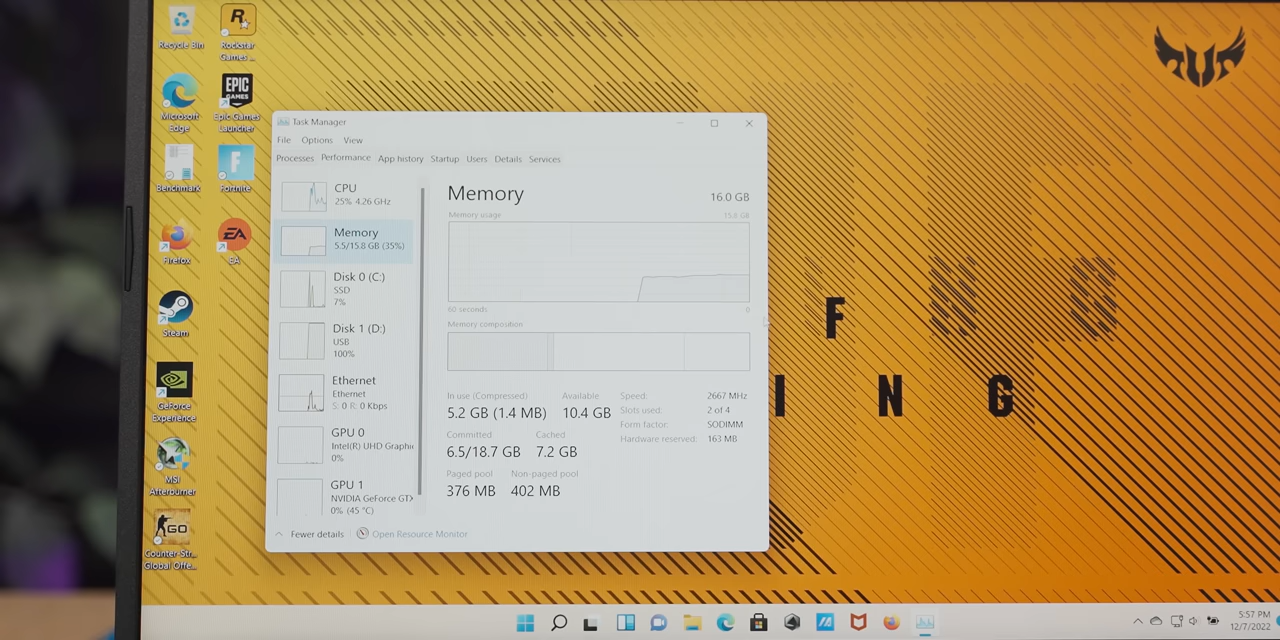 Recycle Bin
Rockstar
Games ...
Microsoft
Edge
EPIC
GAMES
Epic Games
Launcher
Benchmark
Fortnite
Firefox
EA
EA
Steam
GeForce
Experience
MSI
Afterburner
GO
Counter-Str...
Global Offe...
Task Manager
File Options View
Processes Performance App history Startup Users Details Services
CPU
25% 4.26 GHz
Memory
5.5/15.8 GB (35%)
Disk 0 (C:)
SSD
7%
Disk 1 (D:)
USB
100%
Ethernet
Ethernet
S: 0 R: 0 Kbps
GPU 0
Intel(R) UHD Graphi
0%
GPU 1
NVIDIA GeForce GTX
0% (45 °C)
Memory 16.0 GB
Memory usage 15.8 GB
60 seconds 0
Memory composition
In use (Compressed) Available
5.2 GB (1.4 MB) 10.4 GB
Committed Cached
6.5/18.7 GB 7.2 GB
Paged pool Non-paged pool
376 MB 402 MB
Speed: 2667 MHz
Slots used: 2 of 4
Form factor: SODIMM
Hardware reserved: 163 MB
Fewer details Open Resource Monitor
F
I N G
5:57 PM
12/7/2022